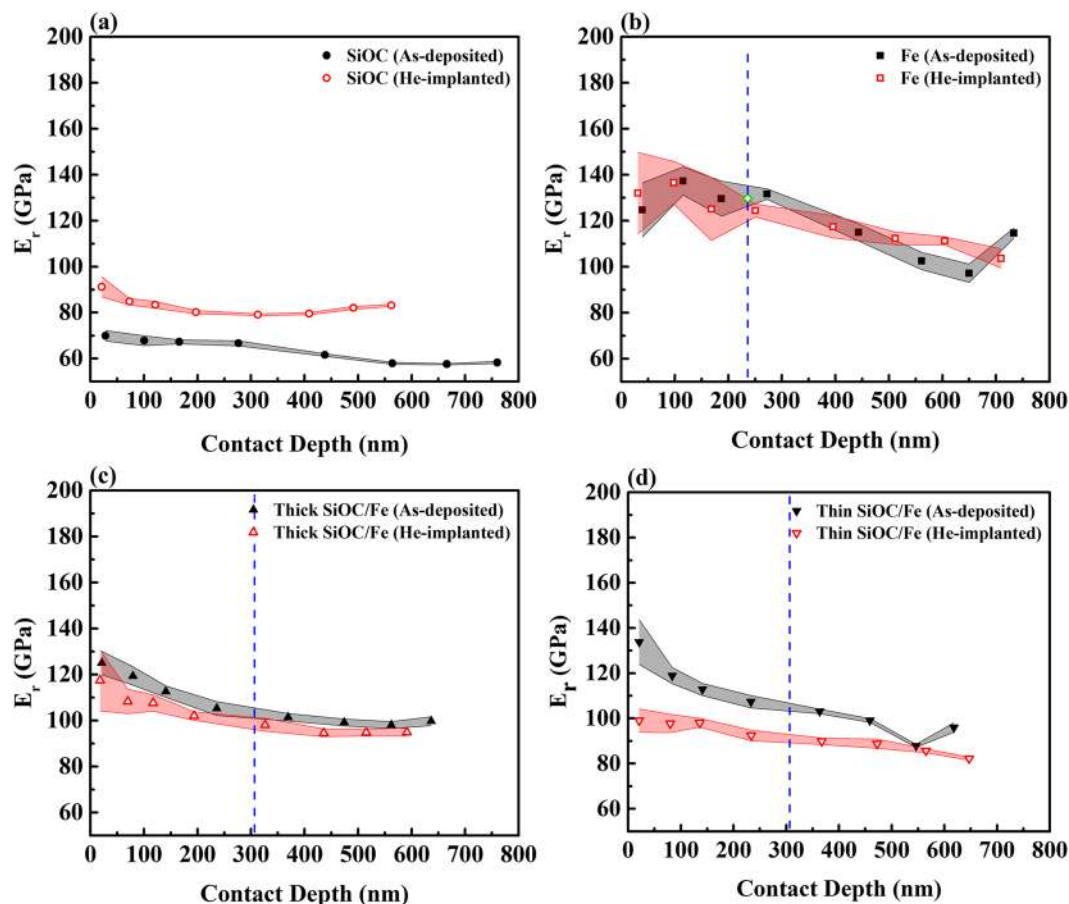 (a)
SiOC (As-deposited)
SiOC (He-implanted)
200
180
160
140
120
100
80
60
E_r (GPa)
0 100 200 300 400 500 600 700 800
Contact Depth (nm)
(b)
Fe (As-deposited)
Fe (He-implanted)
200
180
160
140
120
100
80
60
E_r (GPa)
0 100 200 300 400 500 600 700 800
Contact Depth (nm)
(c)
Thick SiOC/Fe (As-deposited)
Thick SiOC/Fe (He-implanted)
200
180
160
140
120
100
80
60
E_r (GPa)
0 100 200 300 400 500 600 700 800
Contact Depth (nm)
(d)
Thin SiOC/Fe (As-deposited)
Thin SiOC/Fe (He-implanted)
200
180
160
140
120
100
80
60
E_r (GPa)
0 100 200 300 400 500 600 700 800
Contact Depth (nm)